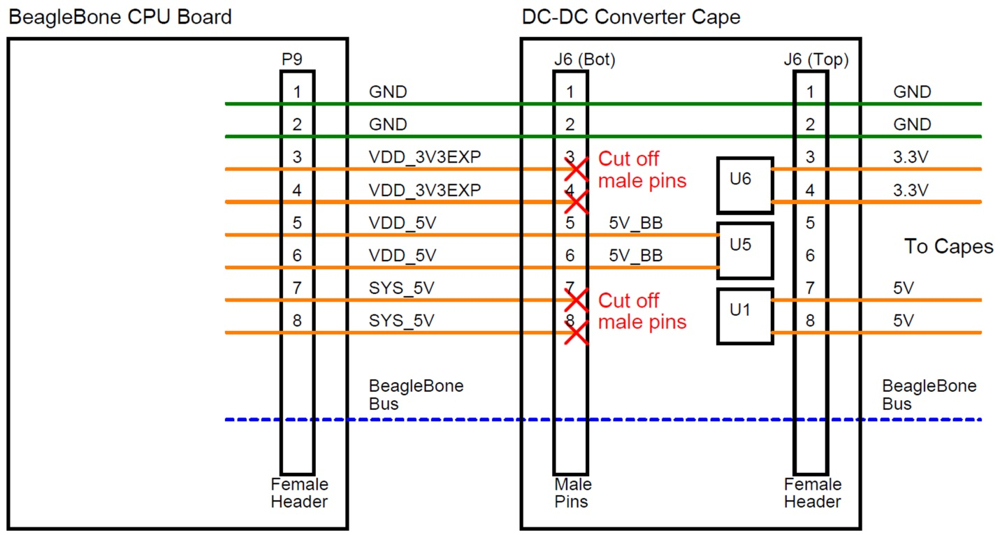 BeagleBone CPU Board
DC-DC Converter Cape
P9
J6 (Bot)
J6 (Top)
1 GND 1 1 GND
2 GND 2 2 GND
3 VDD_3V3EXP 3 Cut off 3 3.3V
male pins
4 VDD_3V3EXP 4 U6 4 3.3V
5 VDD_5V 5 5V_BB 5
U5 To Capes
6 VDD_5V 6 5V_BB 6
7 SYS_5V 7 Cut off 7 5V
male pins
8 SYS_5V 8 U1 8 5V
BeagleBone BeagleBone
Bus Bus
Female Male Female
Header Pins Header